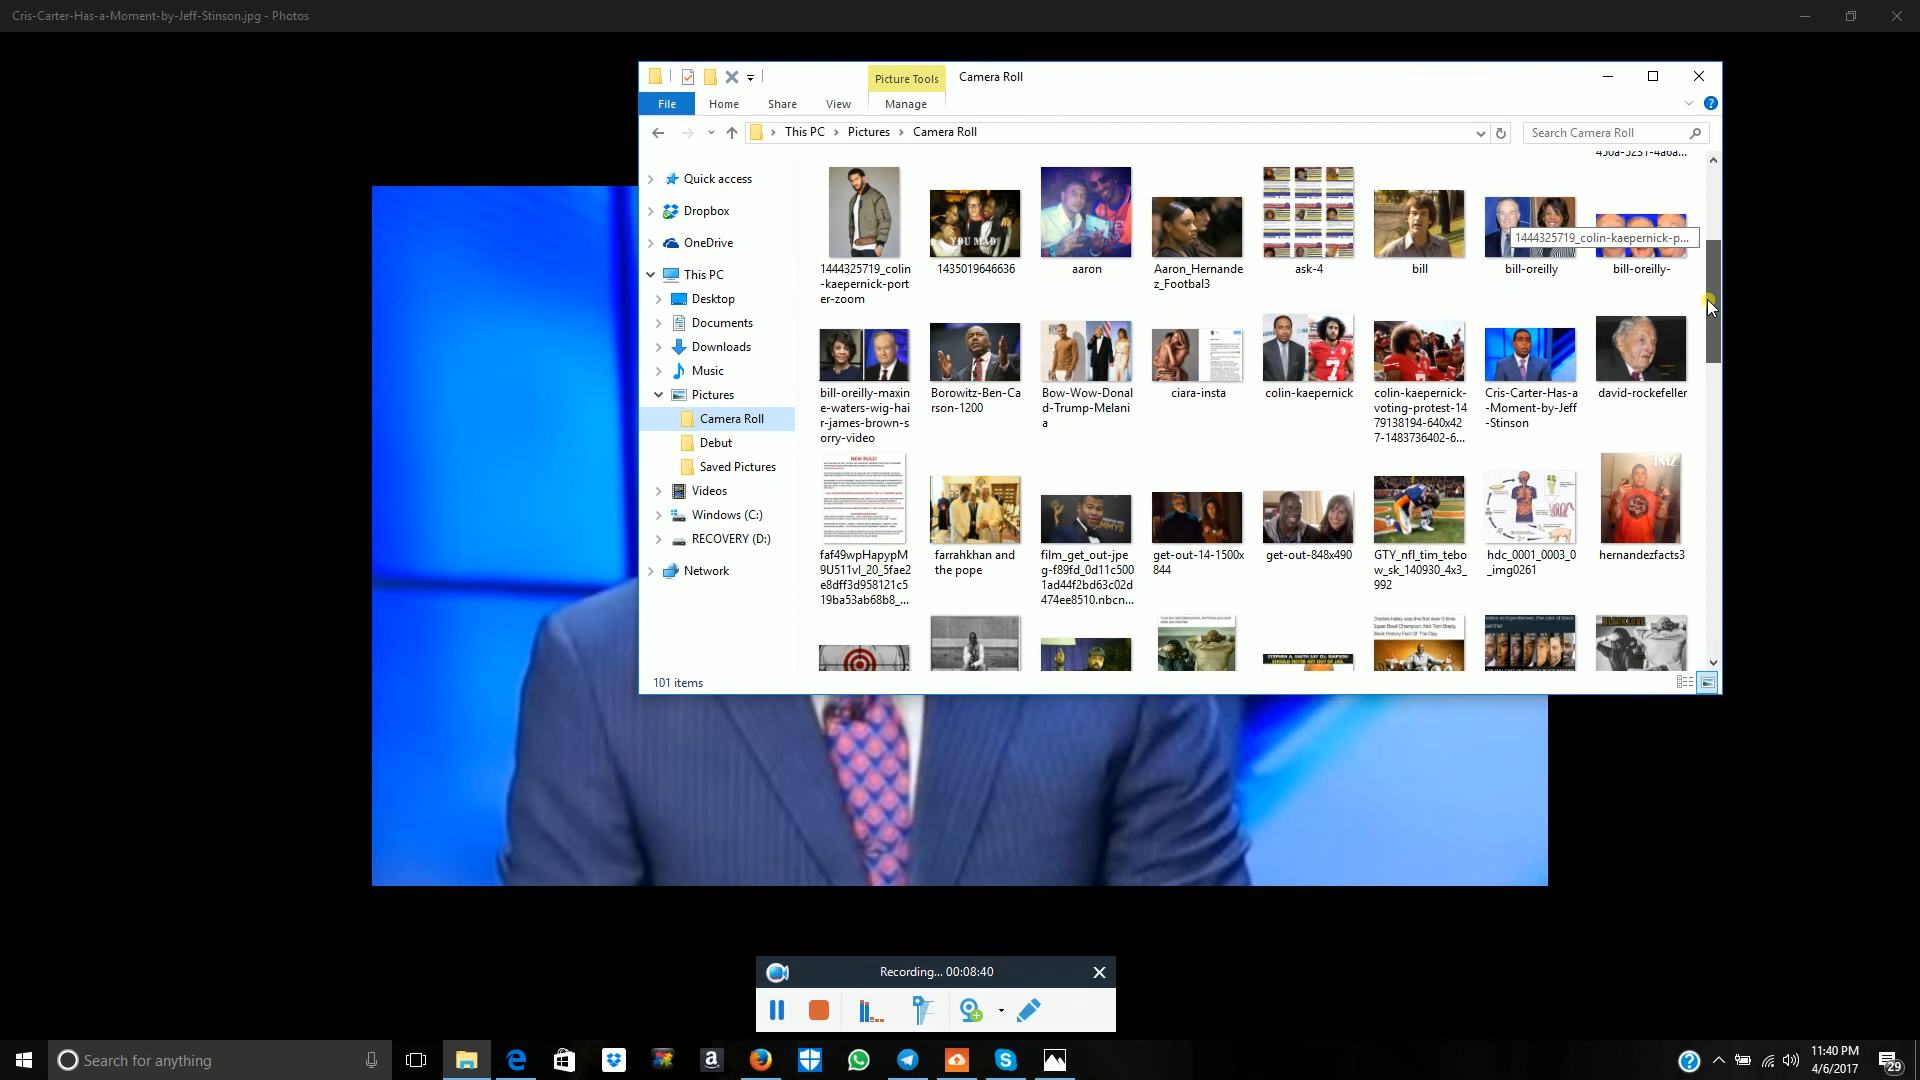 Cris-Carter-Has-a-Moment-by-Jeff-Stinson.jpg - Photos
Picture Tools
Camera Roll
File
Home
Share
View
Manage
This PC
Pictures
Camera Roll
Search Camera Roll
Quick access
Dropbox
OneDrive
This PC
Desktop
Documents
Downloads
Music
Pictures
Camera Roll
Debut
Saved Pictures
Videos
Windows (C:)
RECOVERY (D:)
Network
YOU MAD?
1444325719_colin-kaepernick-p...
1444325719_colin
-kaepernick-port
er-zoom
1435019646636
aaron
Aaron_Hernande
z_Footbal3
ask-4
bill
bill-oreilly
bill-oreilly-
bill-oreilly-maxin
e-waters-wig-hai
r-james-brown-s
orry-video
Borowitz-Ben-Ca
rson-1200
Bow-Wow-Donal
d-Trump-Melani
a
ciara-insta
colin-kaepernick
colin-kaepernick-
voting-protest-14
79138194-640x42
7-1483736402-6...
Cris-Carter-Has-a
-Moment-by-Jeff
-Stinson
david-rockefeller
NEW RULE!
TMZ
faf49wpHapypM
9U511vl_20_5fae2
e8dff3d958121c5
19ba53ab68b8_...
farrahkhan and
the pope
film_get_out-jpe
g-f89fd_0d11c500
1ad44f2bd63c02d
474ee8510.nbcn...
get-out-14-1500x
844
get-out-848x490
GTY_nfl_tim_tebo
w_sk_140930_4x3_
992
hdc_0001_0003_0
_img0261
hernandezfacts3
101 items
Recording... 00:08:40
Search for anything
11:40 PM
4/6/2017
29